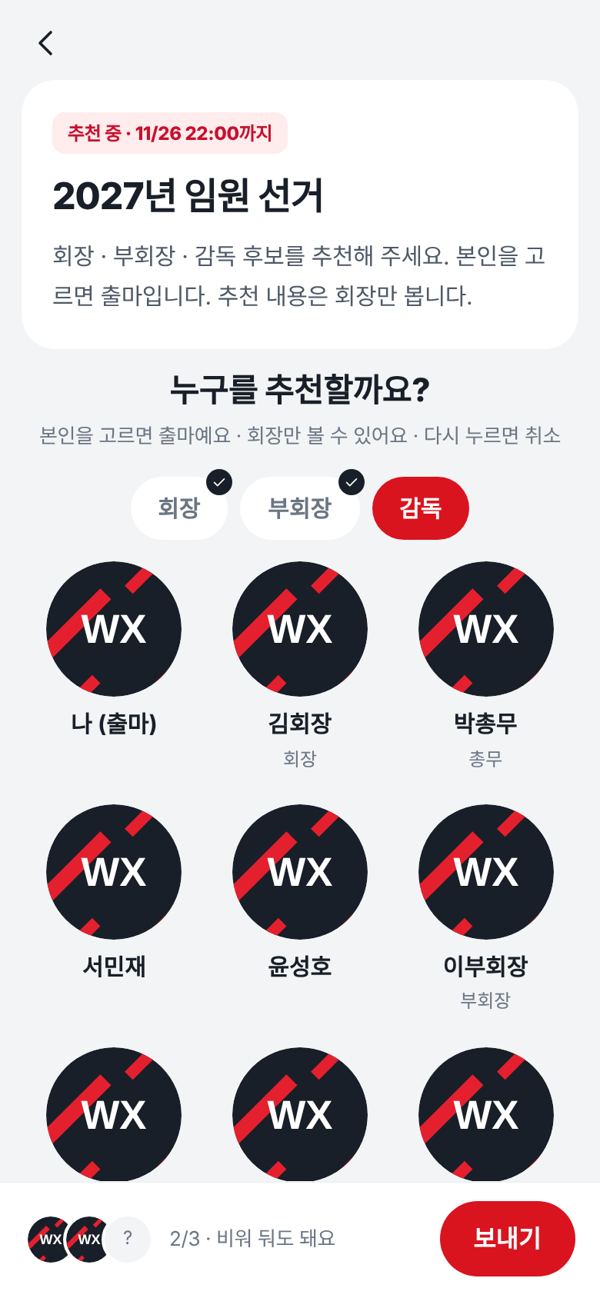 추천 중 · 11/26 22:00까지
2027년 임원 선거
회장 · 부회장 · 감독 후보를 추천해 주세요. 본인을 고
르면 출마입니다. 추천 내용은 회장만 봅니다.
누구를 추천할까요?
본인을 고르면 출마예요 · 회장만 볼 수 있어요 · 다시 누르면 취소
회장 부회장 감독
WX WX WX
나 (출마) 김회장 박총무
회장 총무
WX WX WX
서민재 윤성호 이부회장
부회장
WX WX WX
WX WX ? 2/3 · 비워 둬도 돼요 보내기